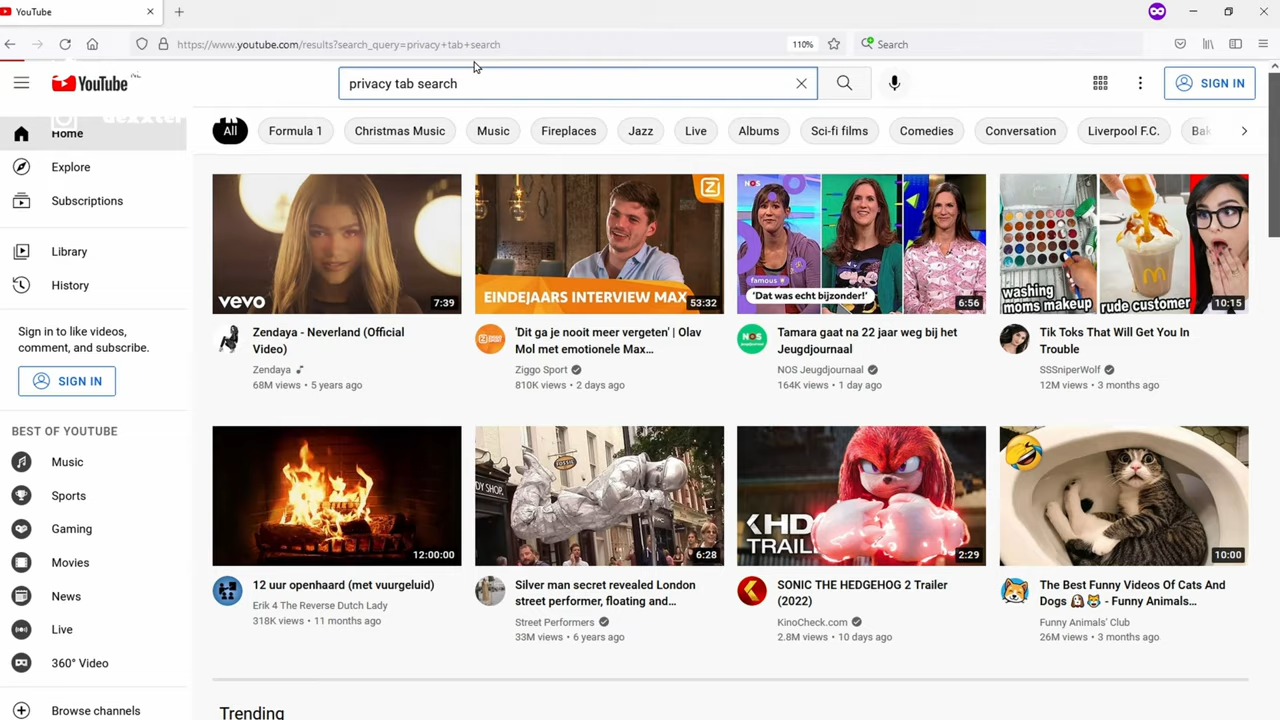 YouTube
https://www.youtube.com/results?search_query=privacy+tab+search
110%
Search
YouTube NL
privacy tab search
SIGN IN
dexxter
All
Formula 1
Christmas Music
Music
Fireplaces
Jazz
Live
Albums
Sci-fi films
Comedies
Conversation
Liverpool F.C.
Home
Explore
Subscriptions
Library
History
Sign in to like videos,
comment, and subscribe.
SIGN IN
BEST OF YOUTUBE
Music
Sports
Gaming
Movies
News
Live
360° Video
Browse channels
vevo
7:39
Z
EINDEJAARS INTERVIEW MAX
53:32
NOS
famous
'Dat was echt bijzonder!'
6:56
washing
moms makeup
rude customer
10:15
Zendaya - Neverland (Official
Video)
Zendaya
68M views • 5 years ago
'Dit ga je nooit meer vergeten' | Olav
Mol met emotionele Max...
Ziggo Sport
810K views • 2 days ago
NOS
Tamara gaat na 22 jaar weg bij het
Jeugdjournaal
NOS Jeugdjournaal
164K views • 1 day ago
Tik Toks That Will Get You In
Trouble
SSSniperWolf
12M views • 3 months ago
12:00:00
FOSSIL
DY SHOP.
6:28
KHD
TRAIL
2:29
10:00
12 uur openhaard (met vuurgeluid)
Erik 4 The Reverse Dutch Lady
318K views • 11 months ago
Silver man secret revealed London
street performer, floating and...
Street Performers
33M views • 6 years ago
SONIC THE HEDGEHOG 2 Trailer
(2022)
KinoCheck.com
2.8M views • 10 days ago
The Best Funny Videos Of Cats And
Dogs 🐶😻 - Funny Animals...
Funny Animals' Club
26M views • 3 months ago
Trending